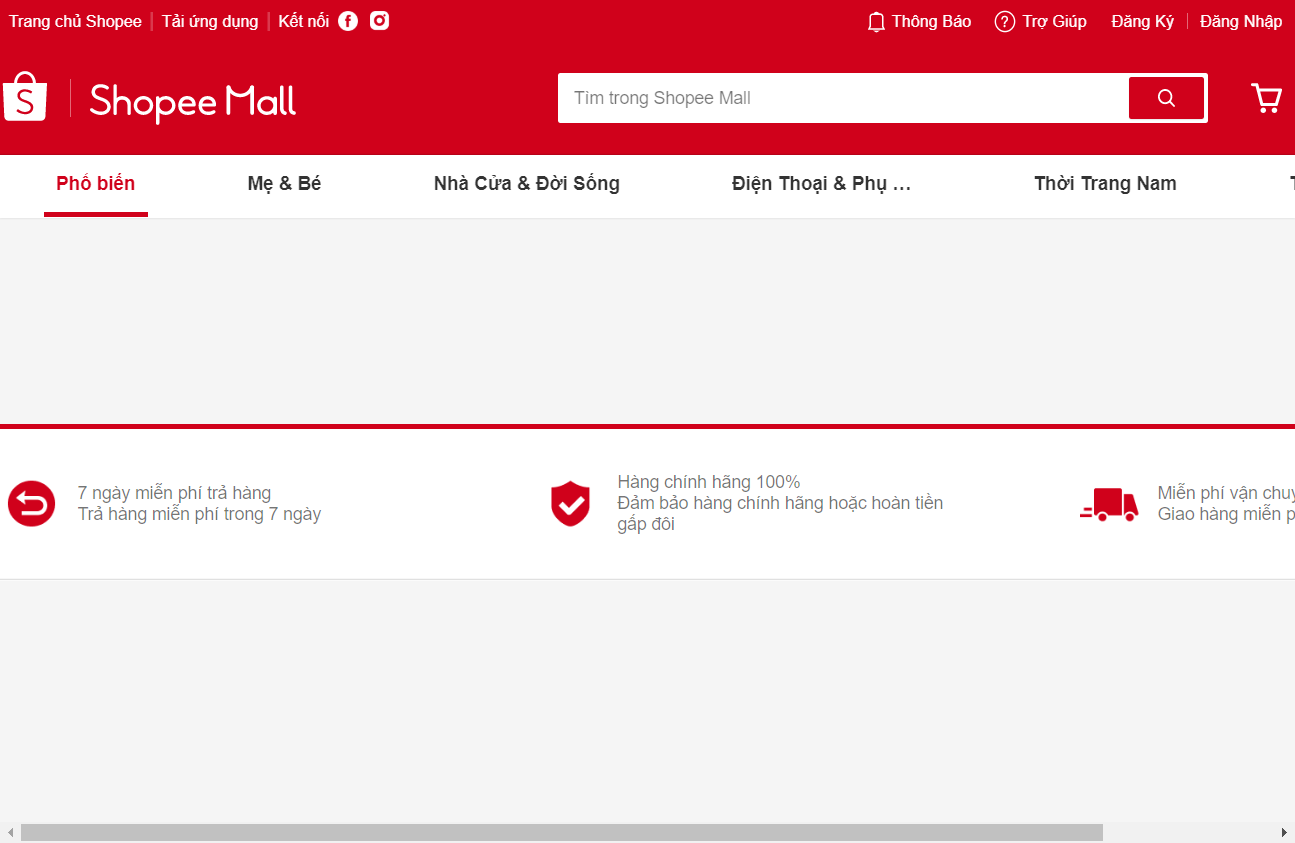 Trang chủ Shopee Tải ứng dụng Kết nối Thông Báo Trợ Giúp Đăng Ký Đăng Nhập
S Shopee Mall Tìm trong Shopee Mall
Phổ biến Mẹ & Bé Nhà Cửa & Đời Sống Điện Thoại & Phụ ... Thời Trang Nam
7 ngày miễn phí trả hàng
Trả hàng miễn phí trong 7 ngày
Hàng chính hãng 100%
Đảm bảo hàng chính hãng hoặc hoàn tiền
gấp đôi
Miễn phí vận
Giao hàng miễn